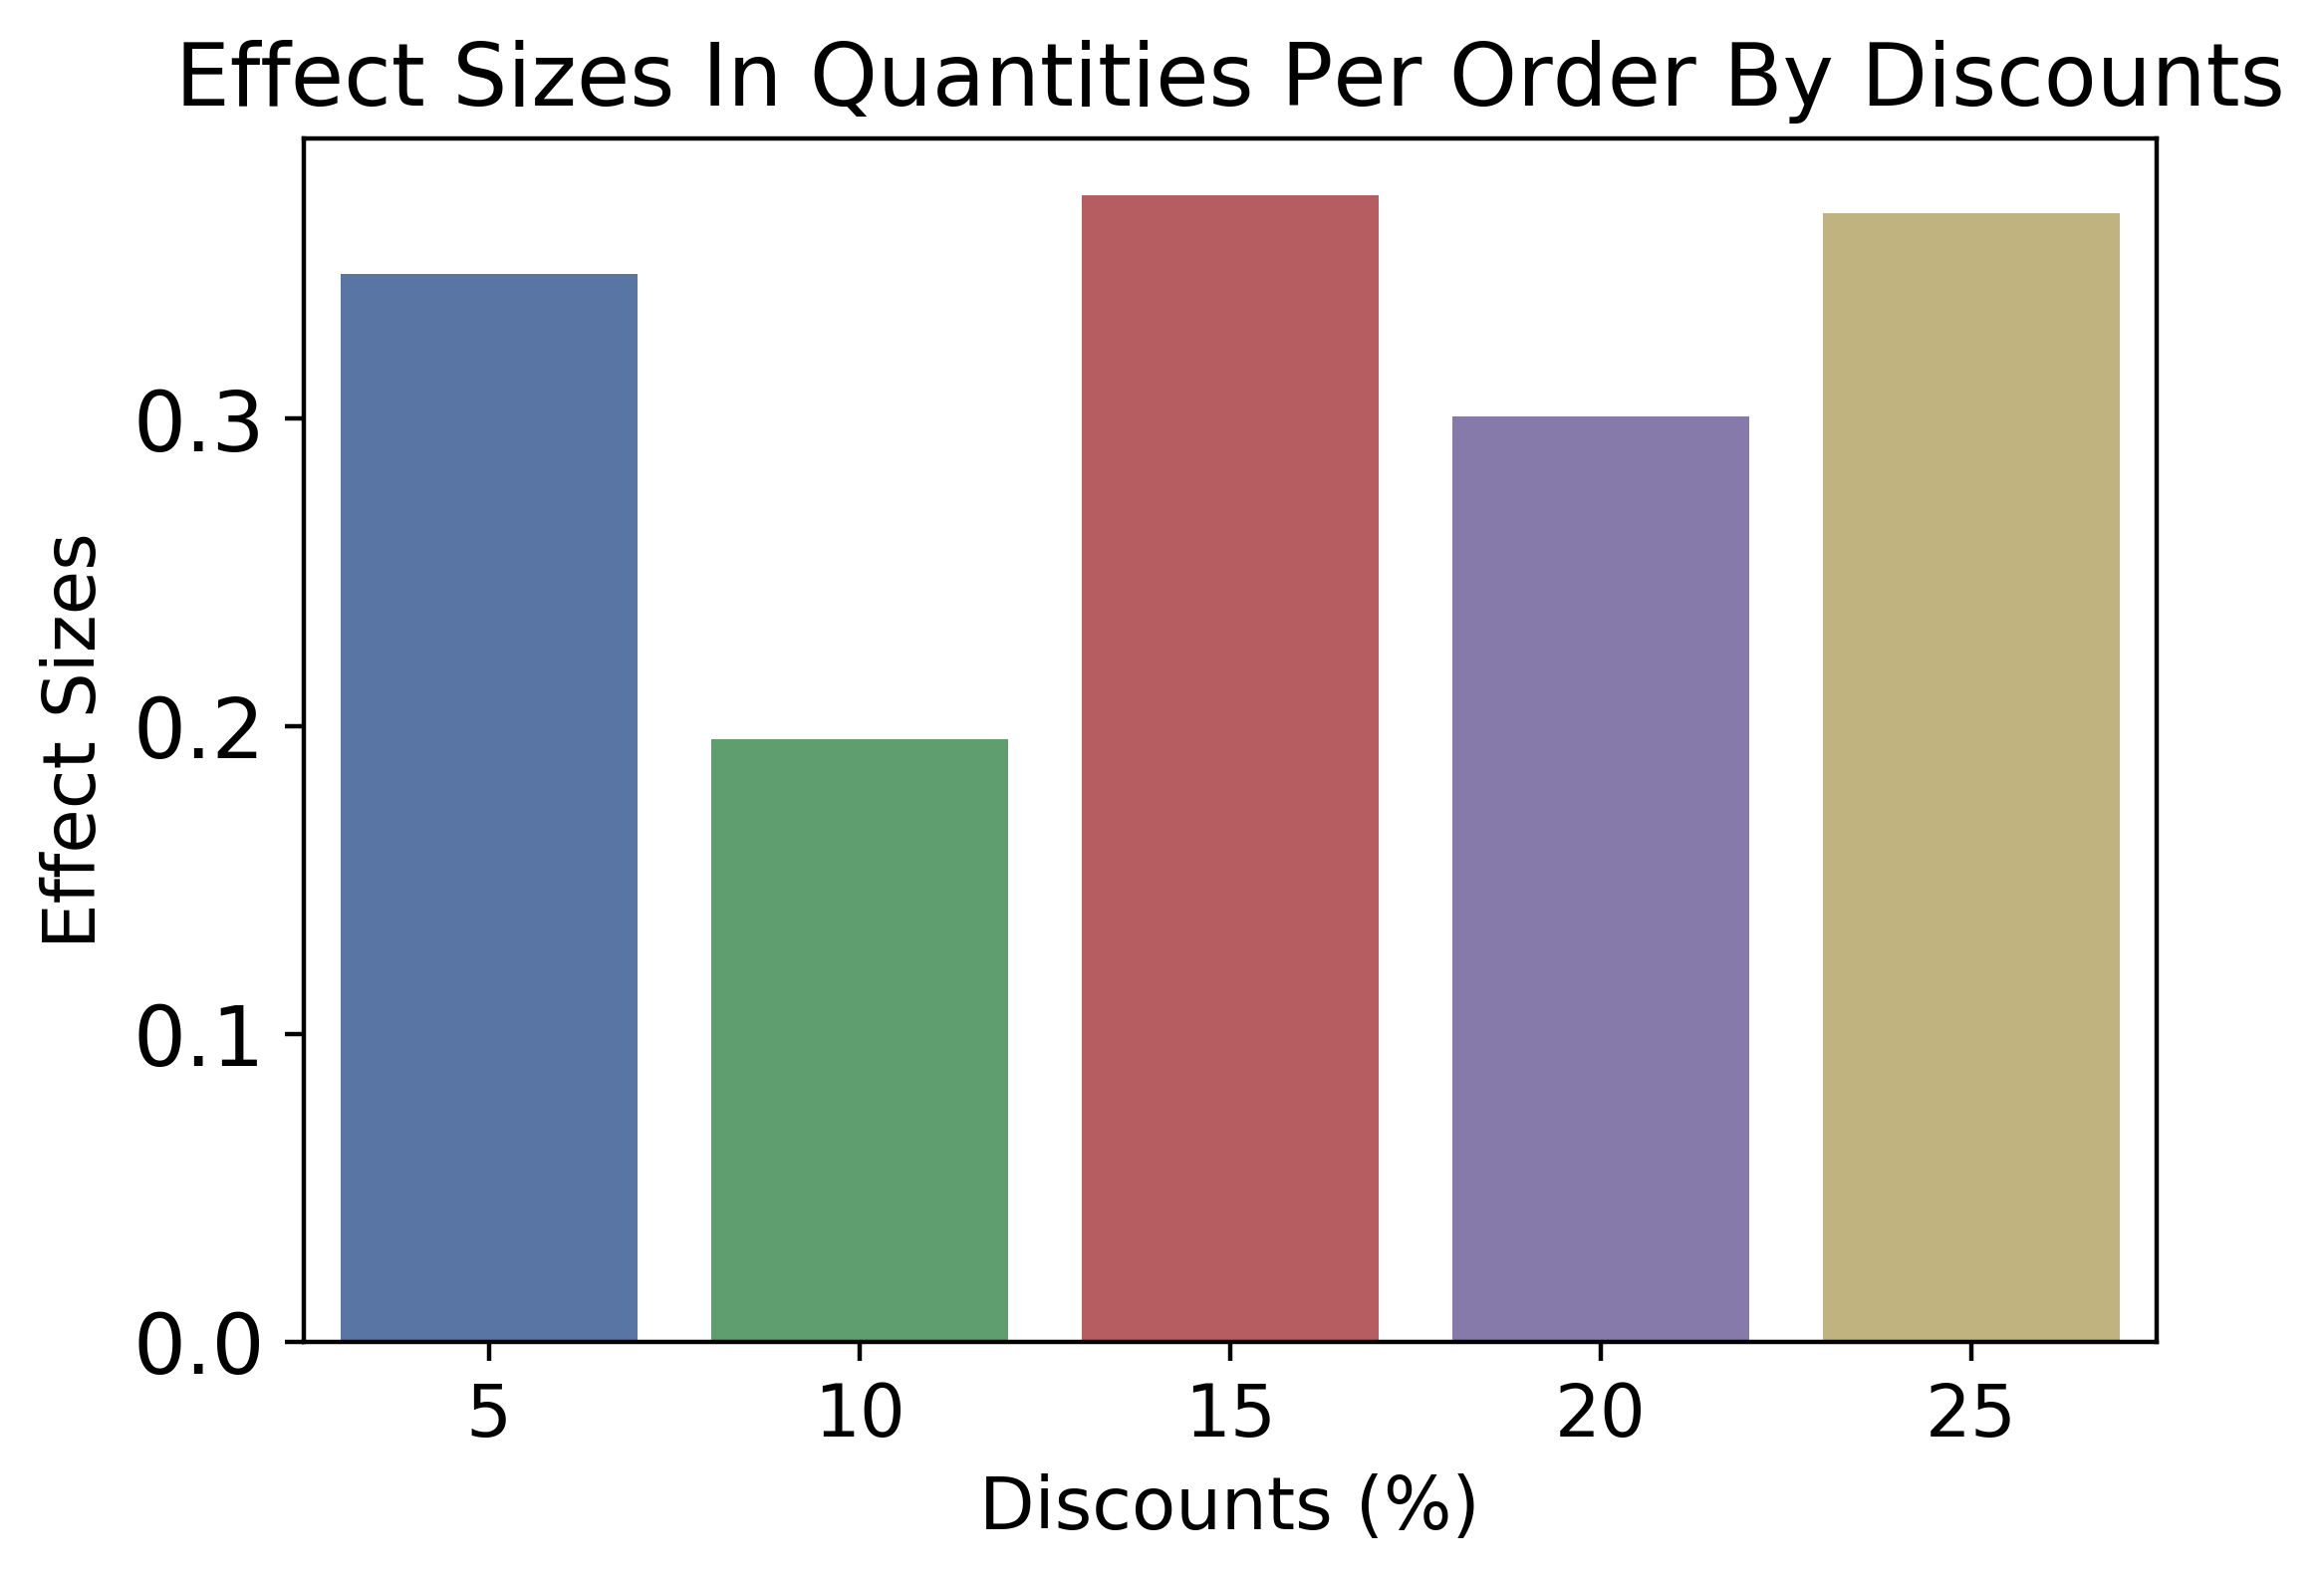 Effect Sizes In Quantities Per Order By Discounts
Effect Sizes
0.3
0.2
0.1
0.0
5 10 15 20 25
Discounts (%)